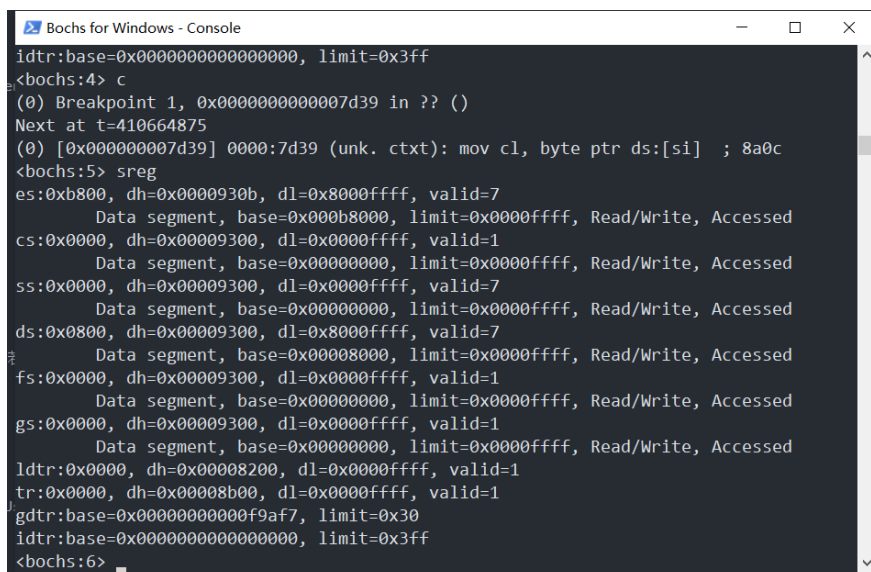 Bochs for Windows - Console
idtr:base=0x0000000000000000, limit=0x3ff
<bochs:4> c
(0) Breakpoint 1, 0x0000000000007d39 in ?? ()
Next at t=410664875
(0) [0x000000007d39] 0000:7d39 (unk. ctxt): mov cl, byte ptr ds:[si]  ; 8a0c
<bochs:5> sreg
es:0xb800, dh=0x0000930b, dl=0x8000ffff, valid=7
        Data segment, base=0x000b8000, limit=0x0000ffff, Read/Write, Accessed
cs:0x0000, dh=0x00009300, dl=0x0000ffff, valid=1
        Data segment, base=0x00000000, limit=0x0000ffff, Read/Write, Accessed
ss:0x0000, dh=0x00009300, dl=0x0000ffff, valid=7
        Data segment, base=0x00000000, limit=0x0000ffff, Read/Write, Accessed
ds:0x0800, dh=0x00009300, dl=0x8000ffff, valid=7
        Data segment, base=0x00008000, limit=0x0000ffff, Read/Write, Accessed
fs:0x0000, dh=0x00009300, dl=0x0000ffff, valid=1
        Data segment, base=0x00000000, limit=0x0000ffff, Read/Write, Accessed
gs:0x0000, dh=0x00009300, dl=0x0000ffff, valid=1
        Data segment, base=0x00000000, limit=0x0000ffff, Read/Write, Accessed
ldtr:0x0000, dh=0x00008200, dl=0x0000ffff, valid=1
tr:0x0000, dh=0x00008b00, dl=0x0000ffff, valid=1
gdtr:base=0x00000000000f9af7, limit=0x30
idtr:base=0x0000000000000000, limit=0x3ff
<bochs:6>